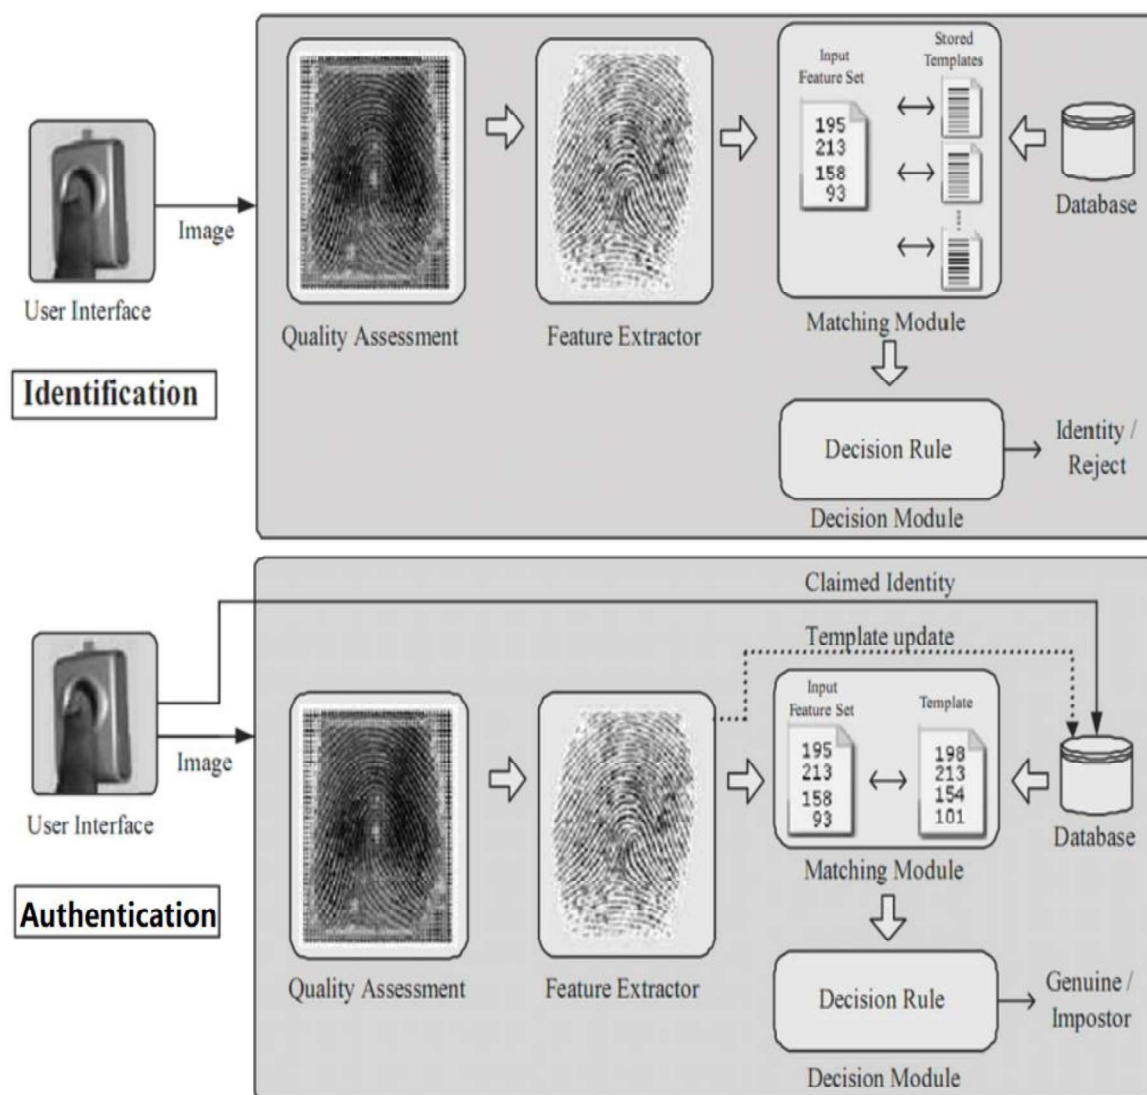 Input
Feature Set
Stored
Templates
195
213
158
93
Database
Image
User Interface
Quality Assessment
Feature Extractor
Matching Module
Identification
Decision Rule
Identity /
Reject
Decision Module
Claimed Identity
Template update
Input
Feature Set
Template
195
213
158
93
198
213
154
101
Image
User Interface
Database
Matching Module
Authentication
Quality Assessment
Feature Extractor
Decision Rule
Genuine /
Impostor
Decision Module